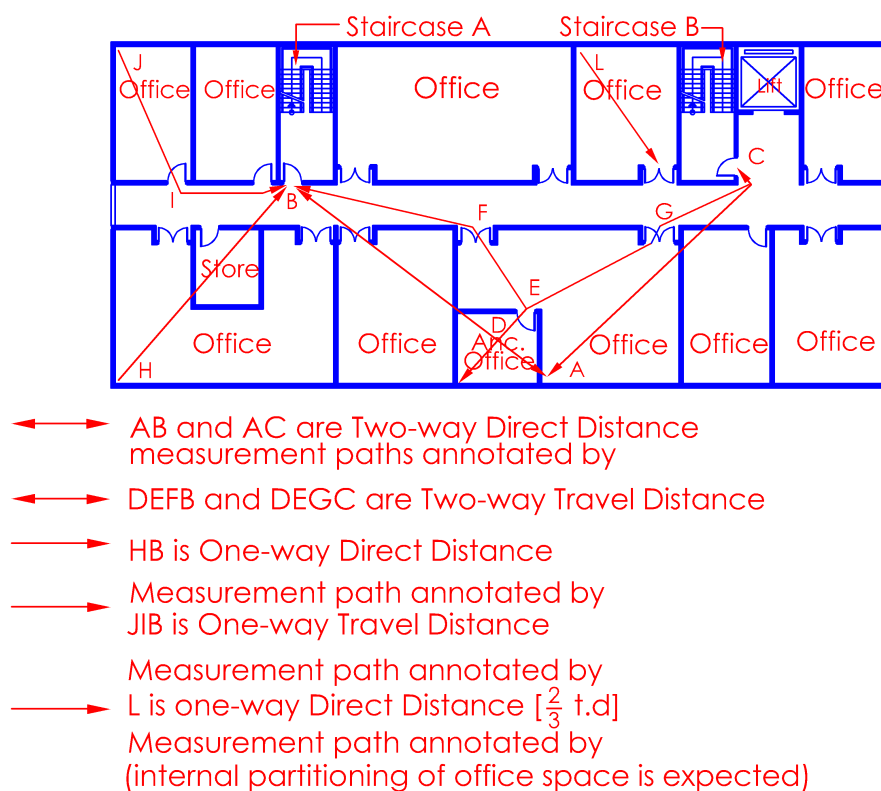 Staircase A
Staircase B
J
L
Office
Office
Office
Office
Lift
Office
C
I
B
F
G
Store
E
D
Anc.
Office
Office
Office
Office
Office
Office
H
A
AB and AC are Two-way Direct Distance
measurement paths annotated by
DEFB and DEGC are Two-way Travel Distance
HB is One-way Direct Distance
Measurement path annotated by
JIB is One-way Travel Distance
Measurement path annotated by
L is one-way Direct Distance [2/3 t.d]
Measurement path annotated by
(internal partitioning of office space is expected)